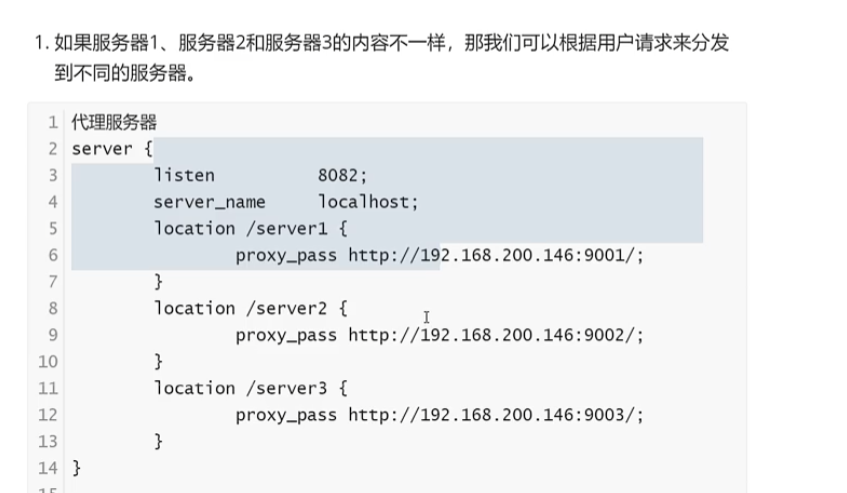 1. 如果服务器1、服务器2和服务器3的内容不一样，那我们可以根据用户请求来分发
到不同的服务器。
1 代理服务器
2 server {
3 listen 8082;
4 server_name localhost;
5 location /server1 {
6 proxy_pass http://192.168.200.146:9001/;
7 }
8 location /server2 {
9 proxy_pass http://192.168.200.146:9002/;
10 }
11 location /server3 {
12 proxy_pass http://192.168.200.146:9003/;
13 }
14 }